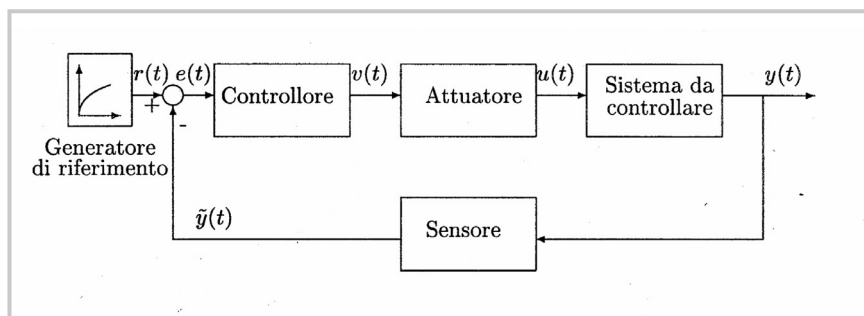 r(t) e(t)
+
-
Controllore
v(t)
Attuatore
u(t)
Sistema da
controllare
y(t)
Generatore
di riferimento
ỹ(t)
Sensore